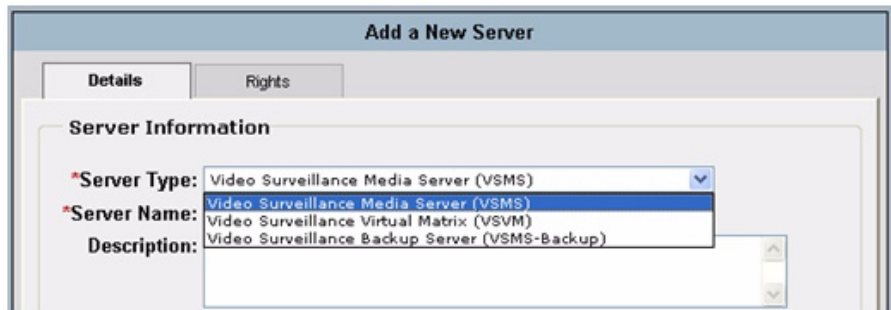 Add a New Server
Details Rights
Server Information
*Server Type: Video Surveillance Media Server (VSMS)
Video Surveillance Media Server (VSMS)
*Server Name:
Video Surveillance Virtual Matrix (VSVM)
Video Surveillance Backup Server (VSMS-Backup)
Description: